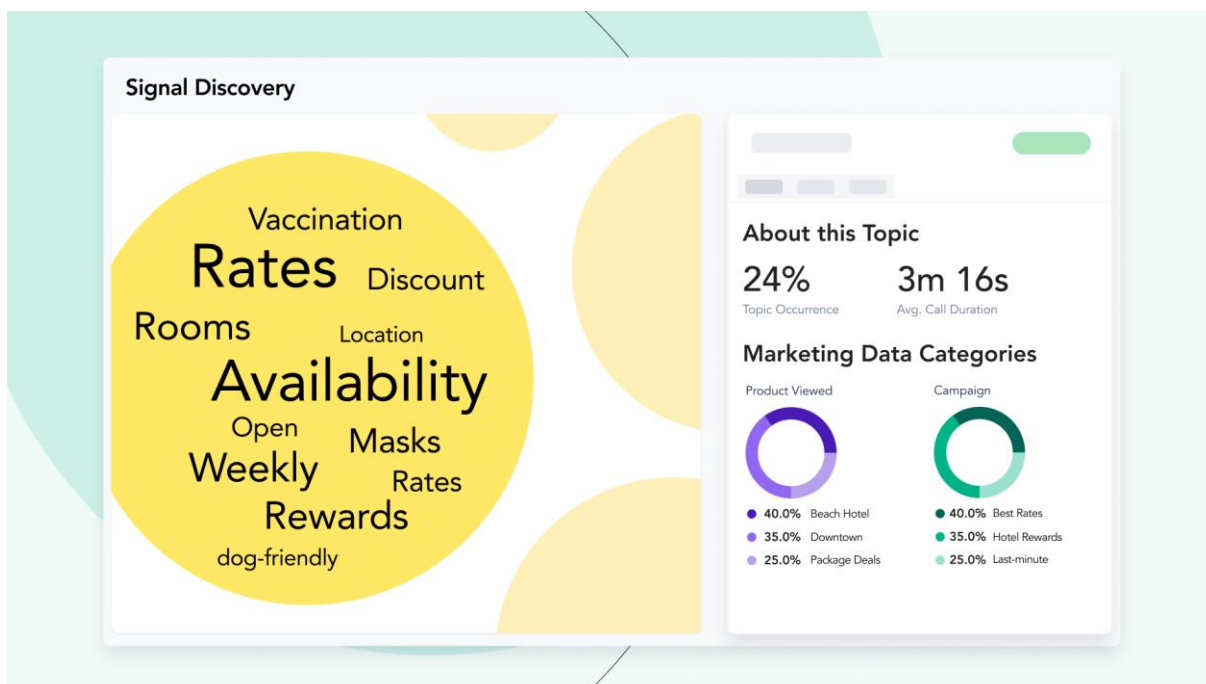 Signal Discovery
Vaccination
Rates
Discount
Rooms
Location
Availability
Open
Masks
Weekly
Rates
Rewards
dog-friendly
About this Topic
24%
3m 16s
Topic Occurrence
Avg. Call Duration
Marketing Data Categories
Product Viewed
Campaign
40.0% Beach Hotel
35.0% Downtown
25.0% Package Deals
40.0% Best Rates
35.0% Hotel Rewards
25.0% Last-minute